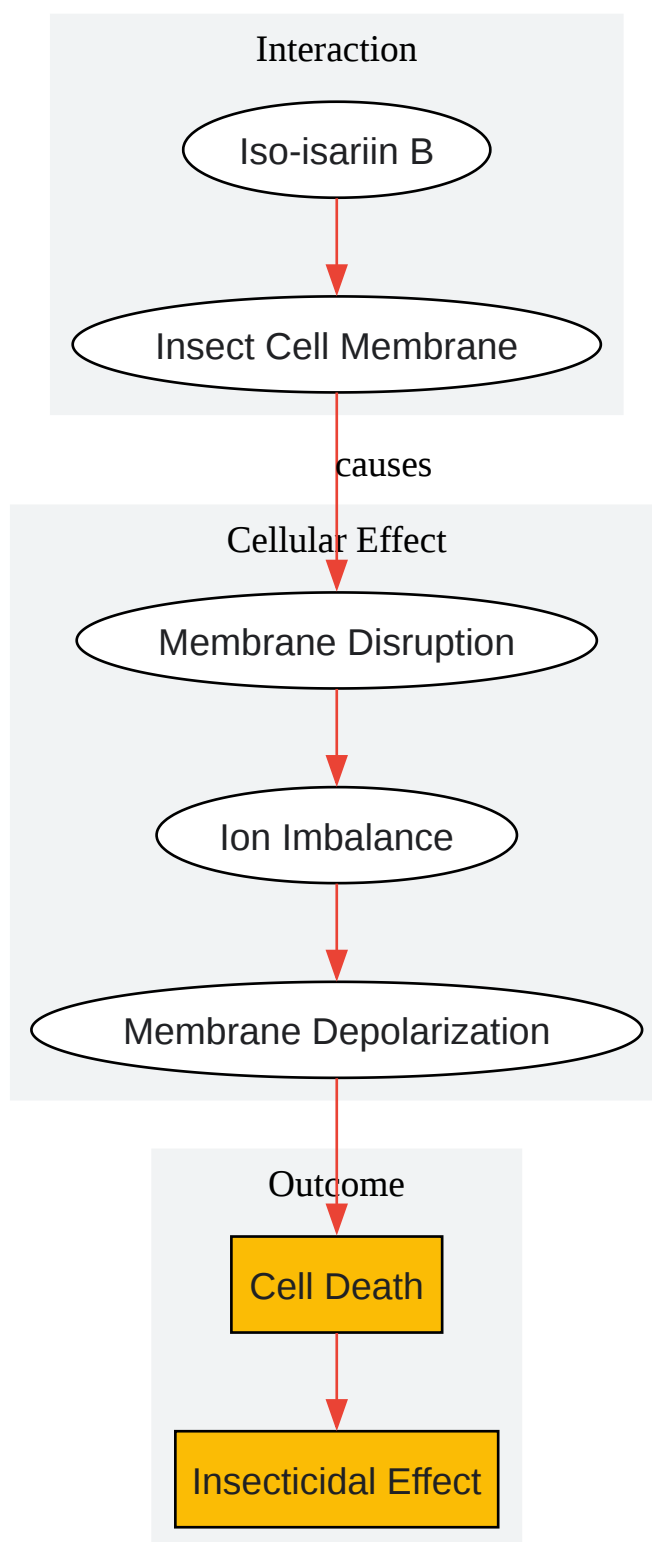 Interaction
Iso-isariin B
Insect Cell Membrane
causes
Cellular Effect
Membrane Disruption
Ion Imbalance
Membrane Depolarization
Outcome
Cell Death
Insecticidal Effect